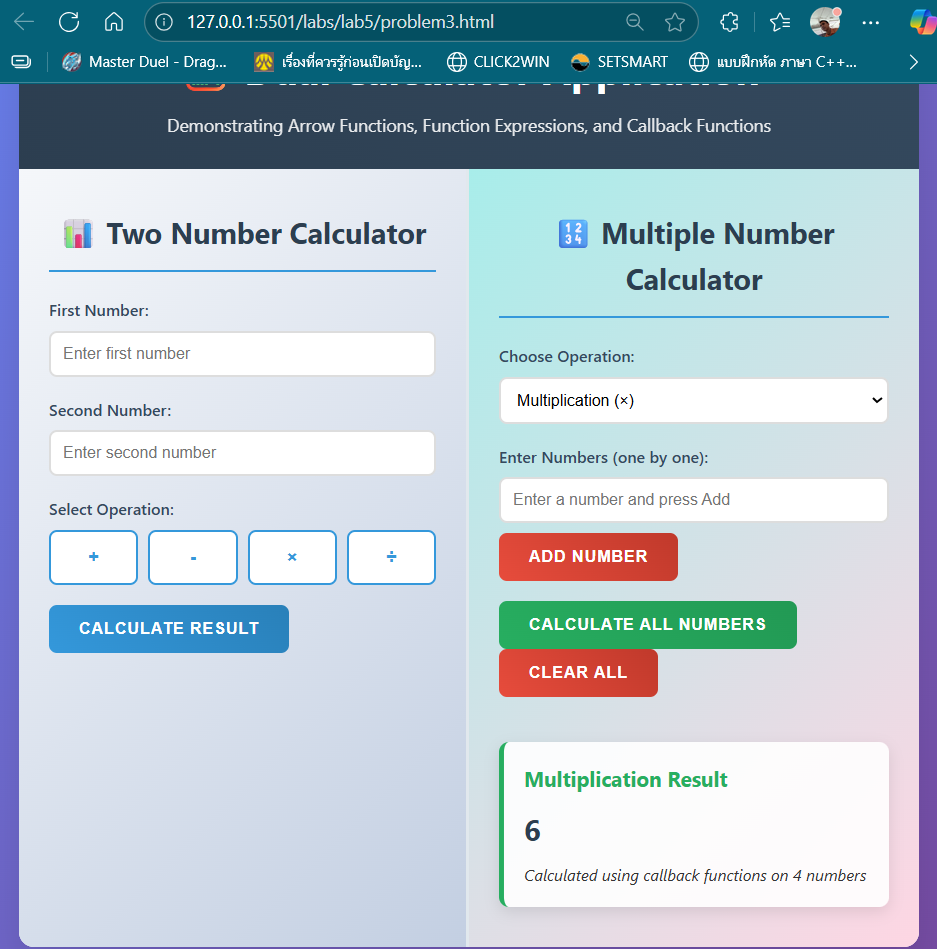 127.0.0.1:5501/labs/lab5/problem3.html
Master Duel - Drag... เรื่องที่ควรรู้ก่อนเปิดบัญ... CLICK2WIN SETSMART แบบฝึกหัด ภาษา C++...
Demonstrating Arrow Functions, Function Expressions, and Callback Functions
Two Number Calculator
First Number:
Enter first number
Second Number:
Enter second number
Select Operation:
+ - × ÷
CALCULATE RESULT
1 2 3 4 Multiple Number
Calculator
Choose Operation:
Multiplication (×)
Enter Numbers (one by one):
Enter a number and press Add
ADD NUMBER
CALCULATE ALL NUMBERS
CLEAR ALL
Multiplication Result
6
Calculated using callback functions on 4 numbers